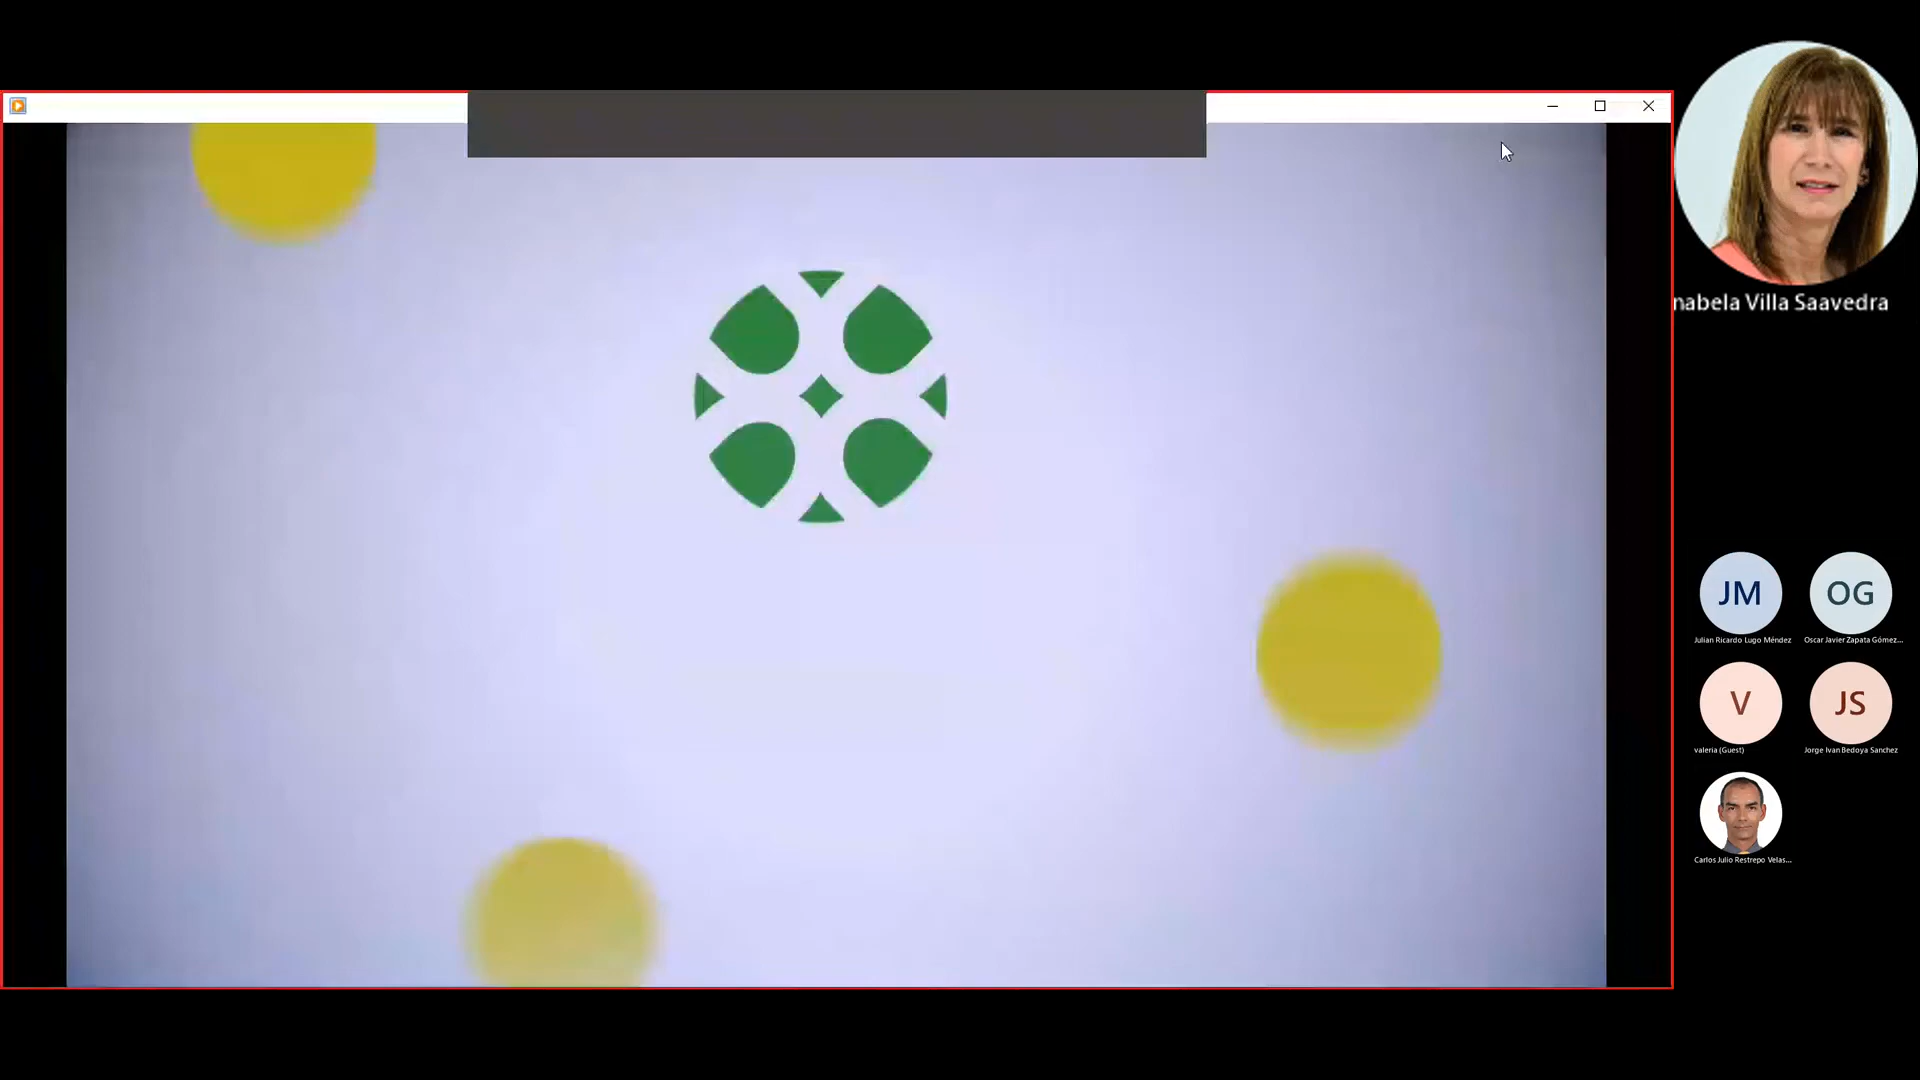 nabela Villa Saavedra
JM
OG
Julian Ricardo Lugo Méndez
Oscar Javier Zapata Gómez...
V
JS
valeria (Guest)
Jorge Ivan Bedoya Sanchez
Carlos Julio Restrepo Velas...